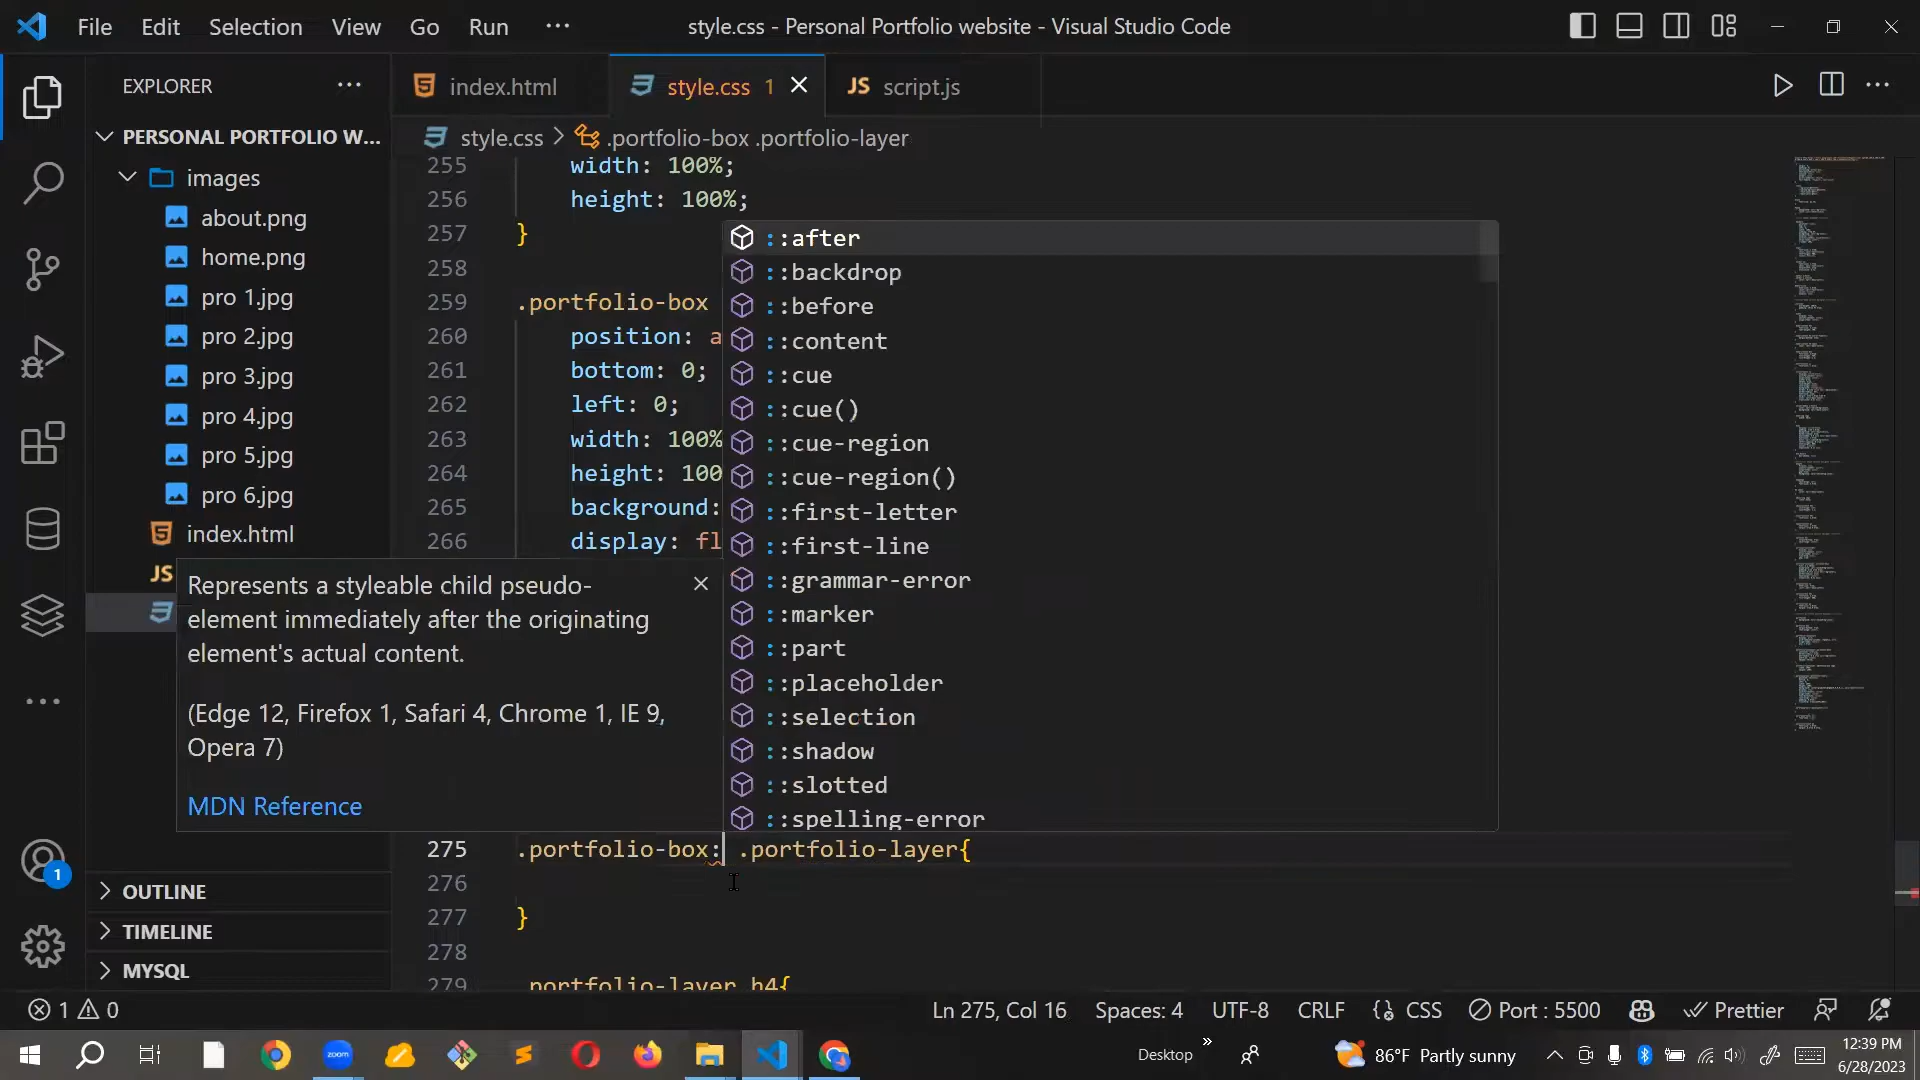 File Edit Selection View Go Run ··· style.css - Personal Portfolio website - Visual Studio Code
EXPLORER ···
index.html
style.css 1
JS script.js
PERSONAL PORTFOLIO W...
style.css > .portfolio-box .portfolio-layer
images
about.png
home.png
pro 1.jpg
pro 2.jpg
pro 3.jpg
pro 4.jpg
pro 5.jpg
pro 6.jpg
index.html
JS
255 width: 100%;
256 height: 100%;
257 }
258
259 .portfolio-box
260 position: a
261 bottom: 0;
262 left: 0;
263 width: 100%
264 height: 100
265 background:
266 display: fl
::after
::backdrop
::before
::content
::cue
::cue()
::cue-region
::cue-region()
::first-letter
::first-line
::grammar-error
::marker
::part
::placeholder
::selection
::shadow
::slotted
::spelling-error
Represents a styleable child pseudo-
element immediately after the originating
element's actual content.
(Edge 12, Firefox 1, Safari 4, Chrome 1, IE 9,
Opera 7)
MDN Reference
275 .portfolio-box: .portfolio-layer{
276
277 }
278
279 .portfolio-layer h4{
1
OUTLINE
TIMELINE
MYSQL
1 0 Ln 275, Col 16 Spaces: 4 UTF-8 CRLF {} CSS Port : 5500 Prettier
zoom
Desktop » 86°F Partly sunny
12:39 PM
6/28/2023